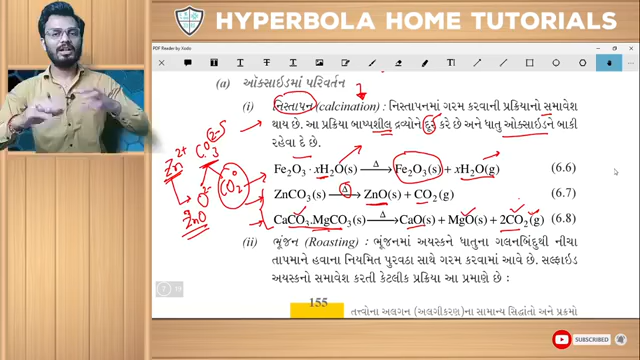 HYPERBOLA HOME TUTORIALS
PDF Reader by Xodo
(a) ઑક્સાઇડમાં પરિવર્તન
(i) નિસ્તાપન (calcination) : નિસ્તાપનમાં ગરમ કરવાની પ્રક્રિયાનો સમાવેશ
થાય છે. આ પ્રક્રિયા બાષ્પશીલ દ્રવ્યોને દૂર કરે છે અને ધાતુ ઓક્સાઇડને બાકી
રહેવા દે છે.
Fe₂O₃ · xH₂O(s) —Δ→ Fe₂O₃(s) + xH₂O(g) (6.6)
ZnCO₃(s) —Δ→ ZnO(s) + CO₂(g) (6.7)
CaCO₃.MgCO₃(s) —Δ→ CaO(s) + MgO(s) + 2CO₂(g) (6.8)
Zn²⁺ CO₃²⁻
O²⁻ CO₂
ZnO
(ii) ભૂંજન (Roasting) : ભૂંજનમાં અયસ્કને ધાતુના ગલનબિંદુથી નીચા
તાપમાને હવાના નિયમિત પુરવઠા સાથે ગરમ કરવામાં આવે છે. સલ્ફાઇડ
અયસ્કનો સમાવેશ કરતી કેટલીક પ્રક્રિયા આ પ્રમાણે છે :
155
તત્ત્વોના અલગન (અલગીકરણ)ના સામાન્ય સિદ્ધાંતો અને પ્રક્રમો
SUBSCRIBED